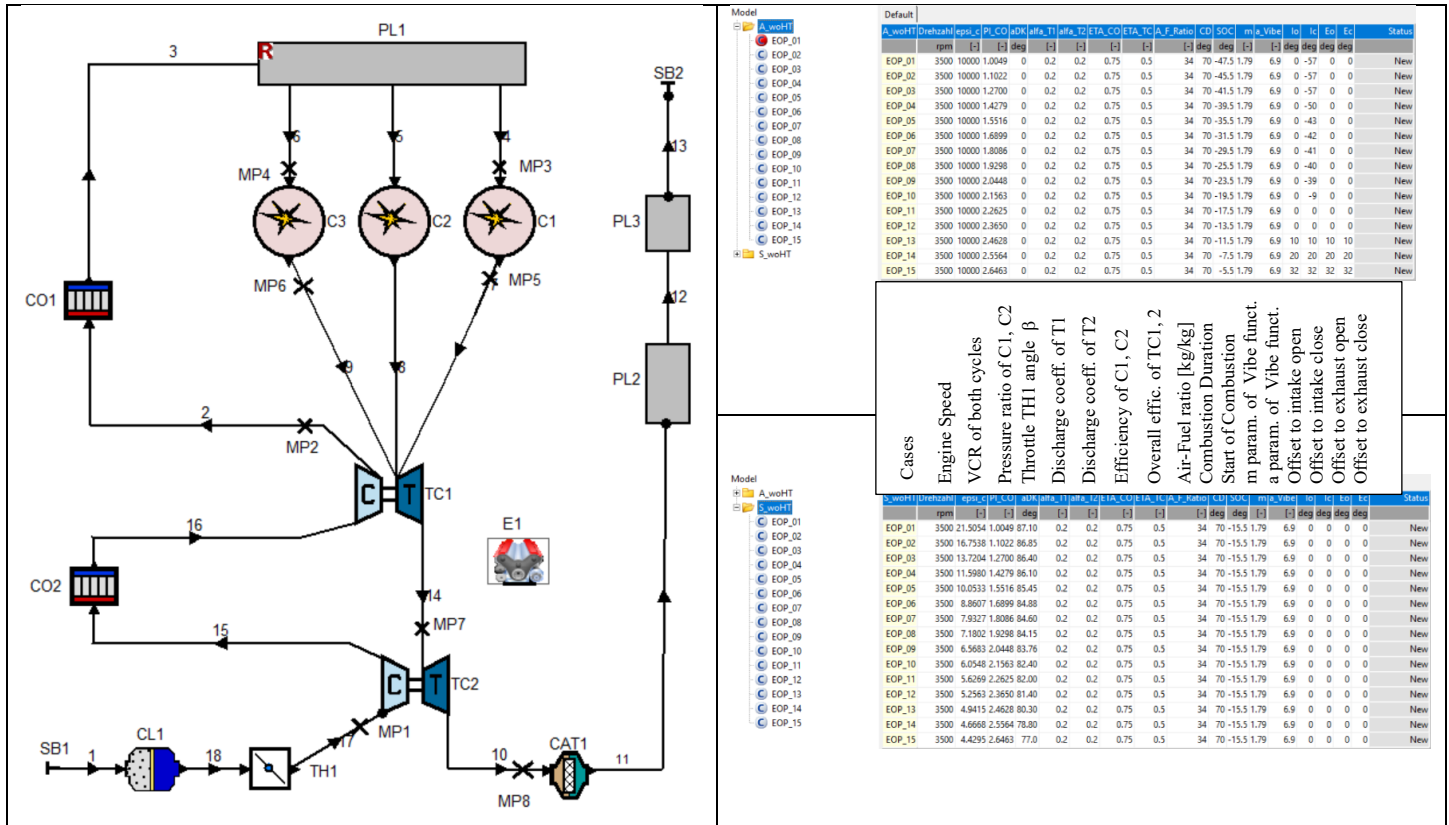 PL1
3
R
SB2
6
5
4
13
MP4
MP3
C3
C2
C1
PL3
MP6
MP5
CO1
12
9
8
PL2
2
MP2
C T
TC1
16
E1
CO2
14
MP7
15
C T
TC2
MP1
SB1
CL1
1
18
17
TH1
10
CAT1
11
MP8
Model
A_woHT
EOP_01
EOP_02
EOP_03
EOP_04
EOP_05
EOP_06
EOP_07
EOP_08
EOP_09
EOP_10
EOP_11
EOP_12
EOP_13
EOP_14
EOP_15
S_woHT
Default
A_woHT Drehzahl epsi_c PI_CO aDK alfa_T1 alfa_T2 ETA_CO ETA_TC A_F_Ratio CD SOC m a_Vibe Io Ic Eo Ec Status
rpm [-] [-] deg [-] [-] [-] [-] [-] deg deg [-] [-] deg deg deg deg
EOP_01 3500 10000 1.0049 0 0.2 0.2 0.75 0.5 34 70 -47.5 1.79 6.9 0 -57 0 0 New
EOP_02 3500 10000 1.1022 0 0.2 0.2 0.75 0.5 34 70 -45.5 1.79 6.9 0 -57 0 0 New
EOP_03 3500 10000 1.2700 0 0.2 0.2 0.75 0.5 34 70 -41.5 1.79 6.9 0 -57 0 0 New
EOP_04 3500 10000 1.4279 0 0.2 0.2 0.75 0.5 34 70 -39.5 1.79 6.9 0 -50 0 0 New
EOP_05 3500 10000 1.5516 0 0.2 0.2 0.75 0.5 34 70 -35.5 1.79 6.9 0 -43 0 0 New
EOP_06 3500 10000 1.6899 0 0.2 0.2 0.75 0.5 34 70 -31.5 1.79 6.9 0 -42 0 0 New
EOP_07 3500 10000 1.8086 0 0.2 0.2 0.75 0.5 34 70 -29.5 1.79 6.9 0 -41 0 0 New
EOP_08 3500 10000 1.9298 0 0.2 0.2 0.75 0.5 34 70 -25.5 1.79 6.9 0 -40 0 0 New
EOP_09 3500 10000 2.0448 0 0.2 0.2 0.75 0.5 34 70 -23.5 1.79 6.9 0 -39 0 0 New
EOP_10 3500 10000 2.1563 0 0.2 0.2 0.75 0.5 34 70 -19.5 1.79 6.9 0 -9 0 0 New
EOP_11 3500 10000 2.2625 0 0.2 0.2 0.75 0.5 34 70 -17.5 1.79 6.9 0 0 0 0 New
EOP_12 3500 10000 2.3650 0 0.2 0.2 0.75 0.5 34 70 -13.5 1.79 6.9 0 0 0 0 New
EOP_13 3500 10000 2.4628 0 0.2 0.2 0.75 0.5 34 70 -11.5 1.79 6.9 10 10 10 10 New
EOP_14 3500 10000 2.5564 0 0.2 0.2 0.75 0.5 34 70 -7.5 1.79 6.9 20 20 20 20 New
EOP_15 3500 10000 2.6463 0 0.2 0.2 0.75 0.5 34 70 -5.5 1.79 6.9 32 32 32 32 New
Cases
Engine Speed
VCR of both cycles
Pressure ratio of C1, C2
Throttle TH1 angle β
Discharge coeff. of T1
Discharge coeff. of T2
Efficiency of C1, C2
Overall effic. of TC1, 2
Air-Fuel ratio [kg/kg]
Combustion Duration
Start of Combustion
m param. of Vibe funct.
a param. of Vibe funct.
Offset to intake open
Offset to intake close
Offset to exhaust open
Offset to exhaust close
Model
A_woHT
S_woHT
EOP_01
EOP_02
EOP_03
EOP_04
EOP_05
EOP_06
EOP_07
EOP_08
EOP_09
EOP_10
EOP_11
EOP_12
EOP_13
EOP_14
EOP_15
S_woHT Drehzahl epsi_c PI_CO aDK alfa_T1 alfa_T2 ETA_CO ETA_TC A_F_Ratio CD SOC m a_Vibe Io Ic Eo Ec Status
rpm [-] [-] deg [-] [-] [-] [-] [-] deg deg [-] [-] deg deg deg deg
EOP_01 3500 21.5054 1.0049 87.10 0.2 0.2 0.75 0.5 34 70 -15.5 1.79 6.9 0 0 0 0 New
EOP_02 3500 16.7538 1.1022 86.85 0.2 0.2 0.75 0.5 34 70 -15.5 1.79 6.9 0 0 0 0 New
EOP_03 3500 13.7204 1.2700 86.40 0.2 0.2 0.75 0.5 34 70 -15.5 1.79 6.9 0 0 0 0 New
EOP_04 3500 11.5980 1.4279 86.10 0.2 0.2 0.75 0.5 34 70 -15.5 1.79 6.9 0 0 0 0 New
EOP_05 3500 10.0533 1.5516 85.45 0.2 0.2 0.75 0.5 34 70 -15.5 1.79 6.9 0 0 0 0 New
EOP_06 3500 8.8607 1.6899 84.88 0.2 0.2 0.75 0.5 34 70 -15.5 1.79 6.9 0 0 0 0 New
EOP_07 3500 7.9327 1.8086 84.60 0.2 0.2 0.75 0.5 34 70 -15.5 1.79 6.9 0 0 0 0 New
EOP_08 3500 7.1802 1.9298 84.15 0.2 0.2 0.75 0.5 34 70 -15.5 1.79 6.9 0 0 0 0 New
EOP_09 3500 6.5683 2.0448 83.76 0.2 0.2 0.75 0.5 34 70 -15.5 1.79 6.9 0 0 0 0 New
EOP_10 3500 6.0548 2.1563 82.40 0.2 0.2 0.75 0.5 34 70 -15.5 1.79 6.9 0 0 0 0 New
EOP_11 3500 5.6269 2.2625 82.00 0.2 0.2 0.75 0.5 34 70 -15.5 1.79 6.9 0 0 0 0 New
EOP_12 3500 5.2563 2.3650 81.40 0.2 0.2 0.75 0.5 34 70 -15.5 1.79 6.9 0 0 0 0 New
EOP_13 3500 4.9415 2.4628 80.30 0.2 0.2 0.75 0.5 34 70 -15.5 1.79 6.9 0 0 0 0 New
EOP_14 3500 4.6668 2.5564 78.80 0.2 0.2 0.75 0.5 34 70 -15.5 1.79 6.9 0 0 0 0 New
EOP_15 3500 4.4295 2.6463 77.0 0.2 0.2 0.75 0.5 34 70 -15.5 1.79 6.9 0 0 0 0 New